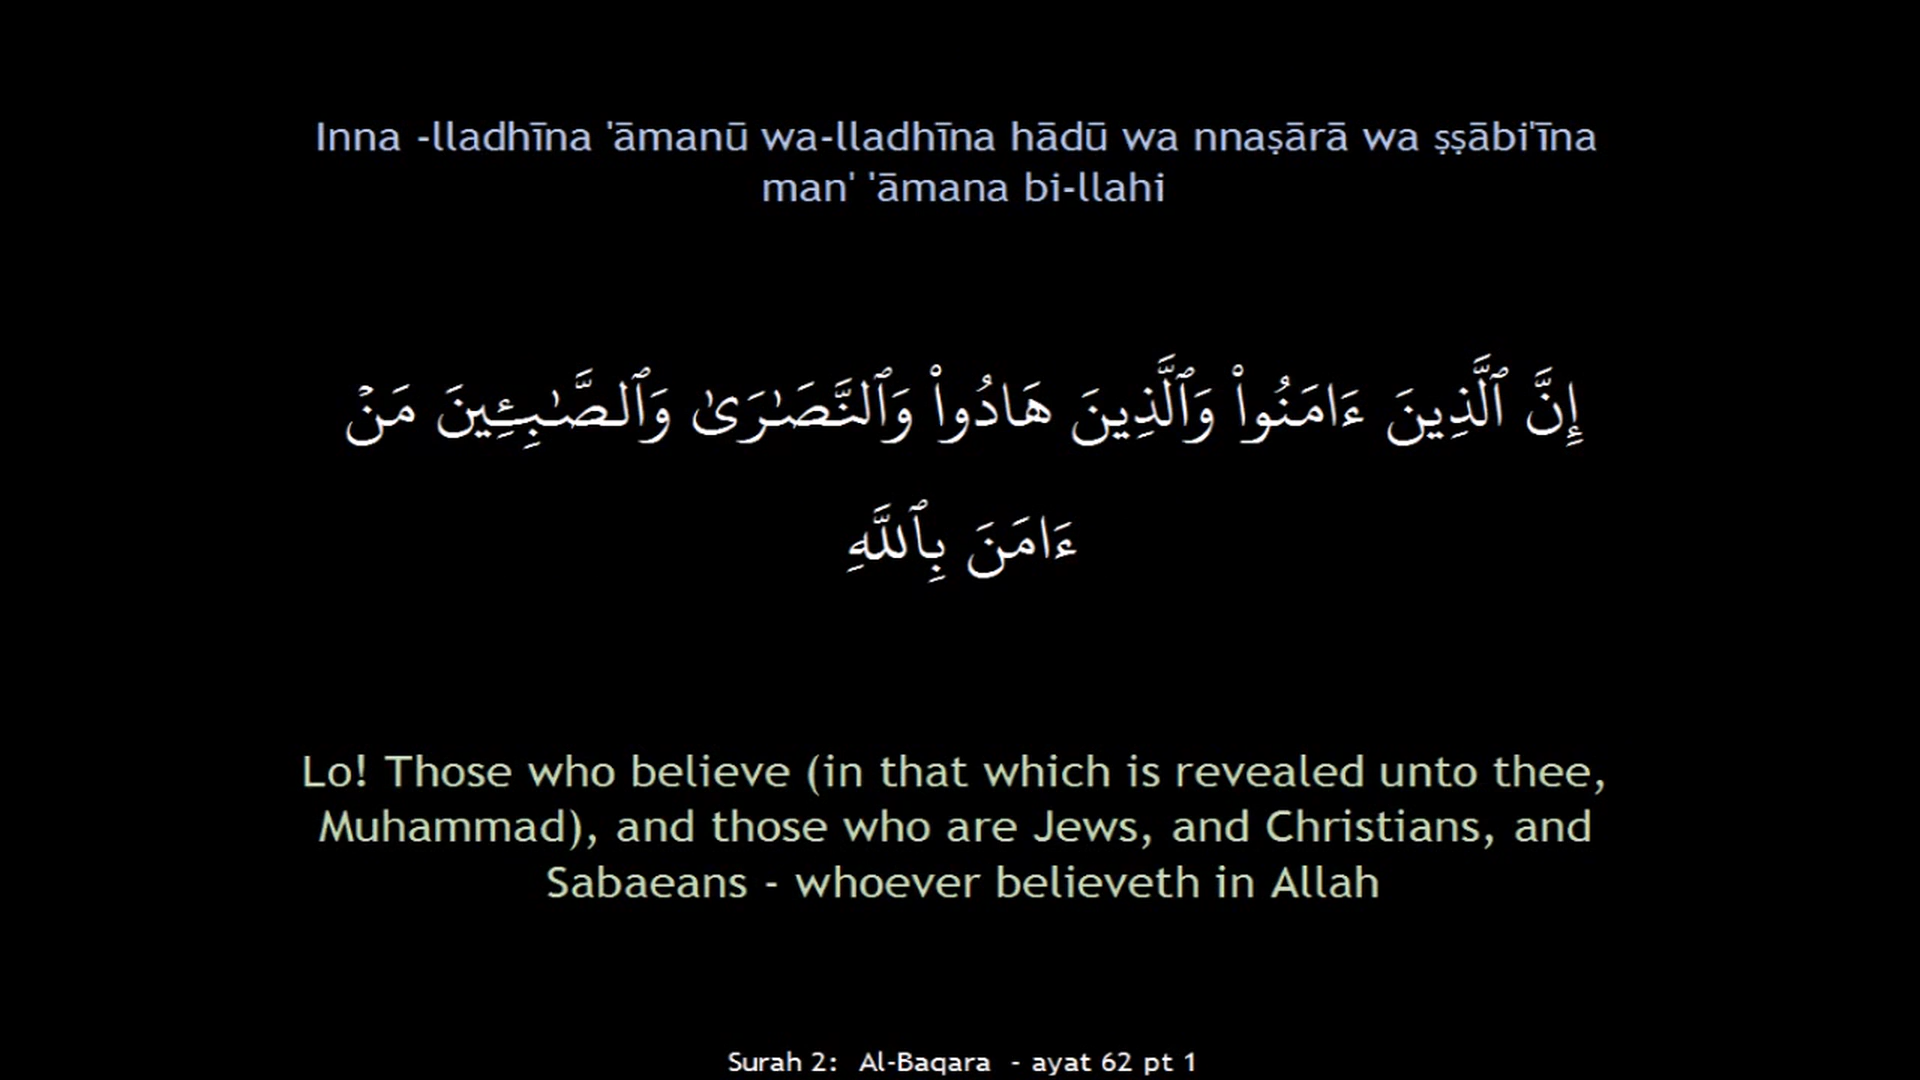 Inna -lladhīna 'āmanū wa-lladhīna hādū wa nnaṣārā wa ṣṣābi'īna
man' 'āmana bi-llahi
إِنَّ ٱلَّذِينَ ءَامَنُوا۟ وَٱلَّذِينَ هَادُوا۟ وَٱلنَّصَـٰرَىٰ وَٱلصَّـٰبِـِٔينَ مَنْ
ءَامَنَ بِٱللَّهِ
Lo! Those who believe (in that which is revealed unto thee,
Muhammad), and those who are Jews, and Christians, and
Sabaeans - whoever believeth in Allah
Surah 2:  Al-Baqara  - ayat 62 pt 1